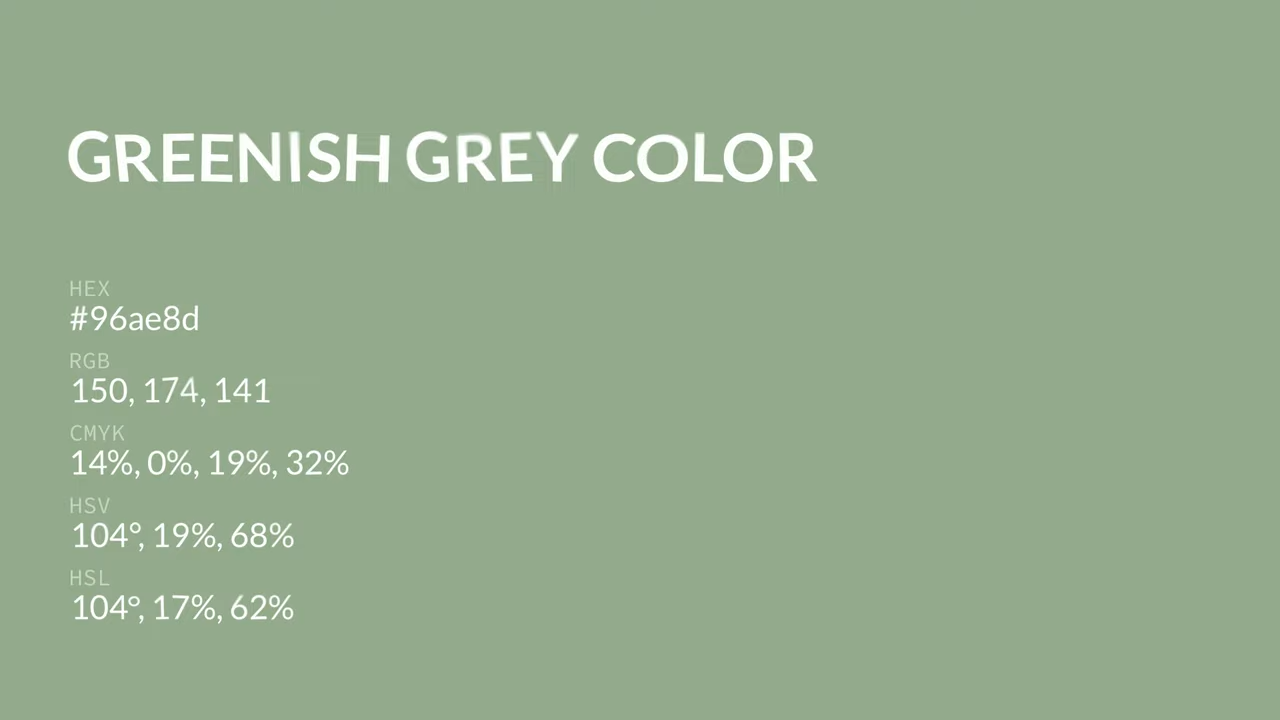 GREENISH GREY COLOR
HEX
#96ae8d
RGB
150, 174, 141
CMYK
14%, 0%, 19%, 32%
HSV
104°, 19%, 68%
HSL
104°, 17%, 62%